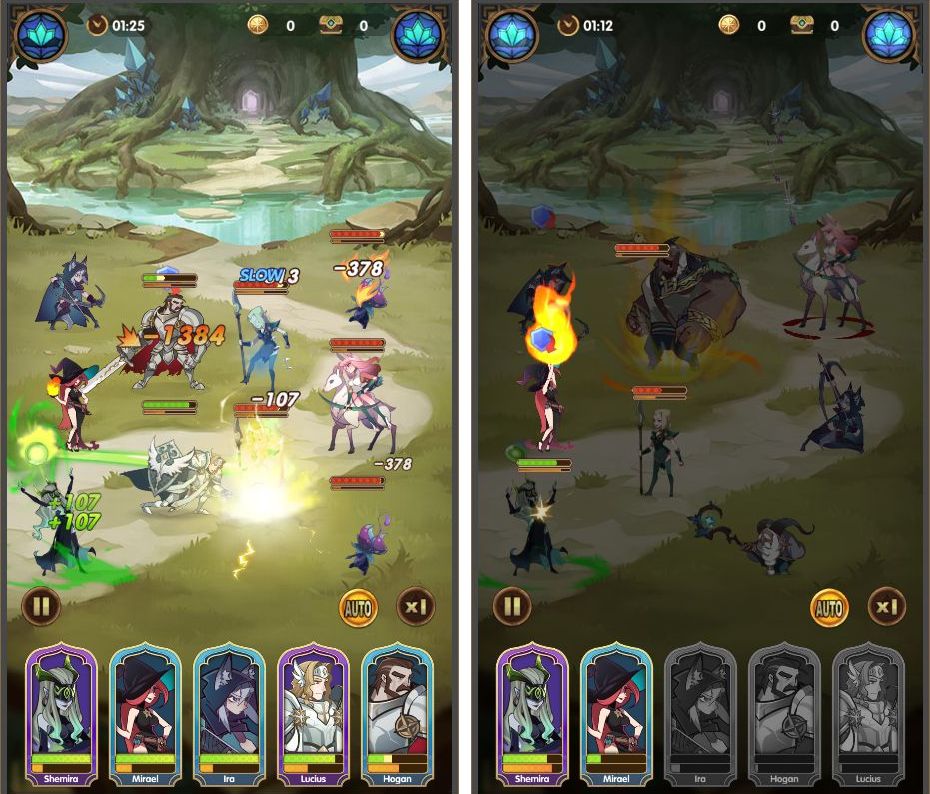 01:25 0 0
-378
SLOW 3
-1384
-107
-378
+107
+107
AUTO x1
Shemira Mirael Ira Lucius Hogan
01:12 0 0
AUTO x1
Shemira Mirael Ira Hogan Lucius